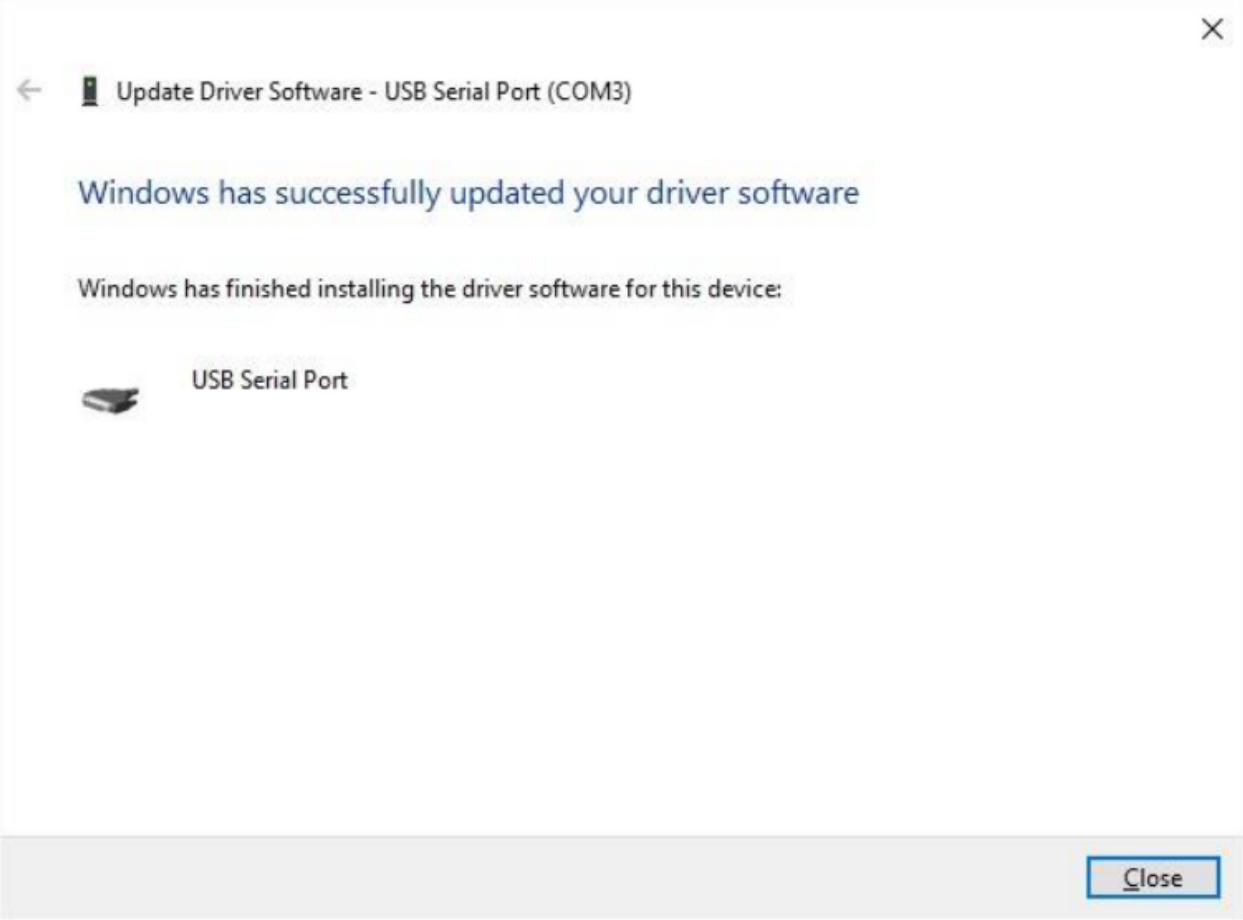 Update Driver Software - USB Serial Port (COM3)
Windows has successfully updated your driver software
Windows has finished installing the driver software for this device:
USB Serial Port
Close